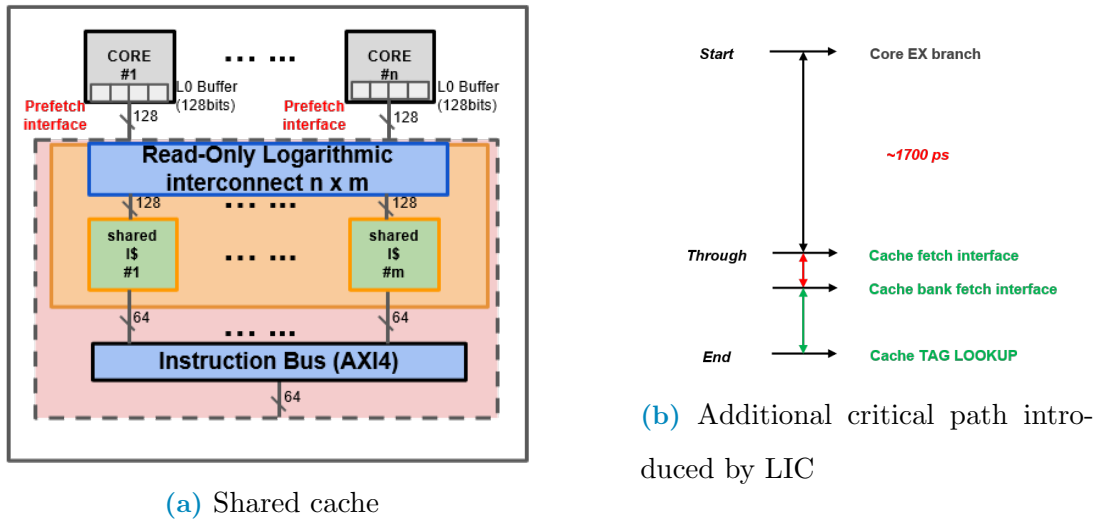 CORE
#1
... ...
CORE
#n
L0 Buffer
(128bits)
L0 Buffer
(128bits)
Prefetch
interface
128
Prefetch
interface
128
Read-Only Logarithmic
interconnect n x m
128
... ...
128
shared
I$
#1
... ...
shared
I$
#m
64
... ...
64
Instruction Bus (AXI4)
64
(a) Shared cache
Start
Core EX branch
~1700 ps
Through
Cache fetch interface
Cache bank fetch interface
End
Cache TAG LOOKUP
(b) Additional critical path intro-
duced by LIC